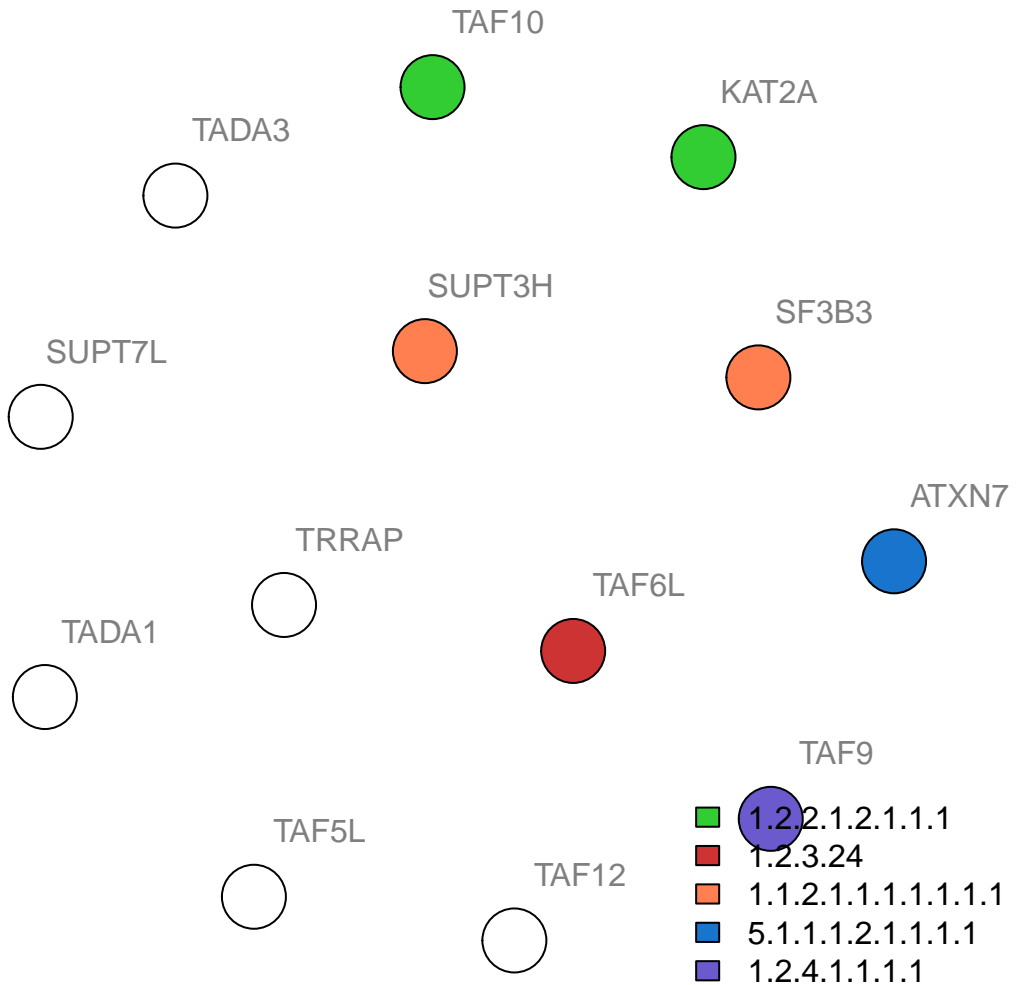 TAF10
KAT2A
TADA3
SUPT3H
SF3B3
SUPT7L
ATXN7
TRRAP
TAF6L
TADA1
TAF9
1.2.2.1.2.1.1.1
TAF5L
1.2.3.24
TAF12
1.1.2.1.1.1.1.1.1.1
5.1.1.1.2.1.1.1.1
1.2.4.1.1.1.1